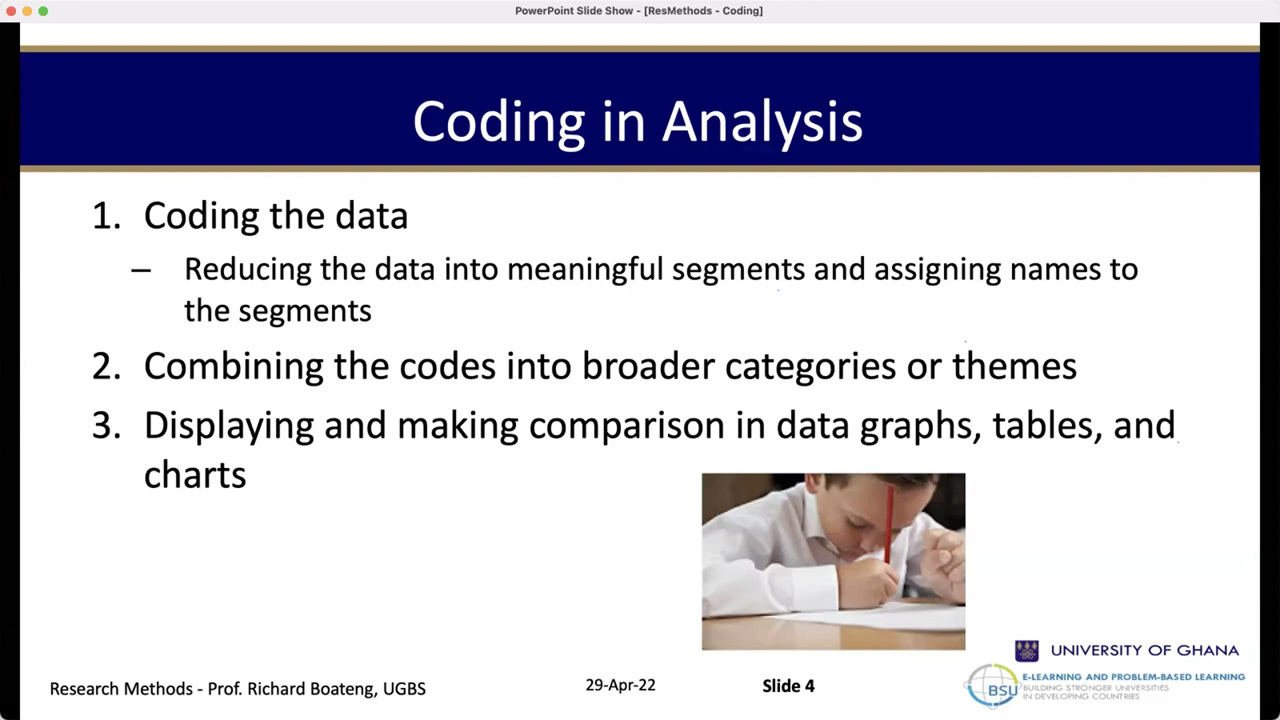 PowerPoint Slide Show - [ResMethods - Coding]
Coding in Analysis
1. Coding the data
– Reducing the data into meaningful segments and assigning names to
the segments
2. Combining the codes into broader categories or themes
3. Displaying and making comparison in data graphs, tables, and
charts
UNIVERSITY OF GHANA
BSU
E-LEARNING AND PROBLEM-BASED LEARNING
BUILDING STRONGER UNIVERSITIES
IN DEVELOPING COUNTRIES
Research Methods - Prof. Richard Boateng, UGBS
29-Apr-22
Slide 4